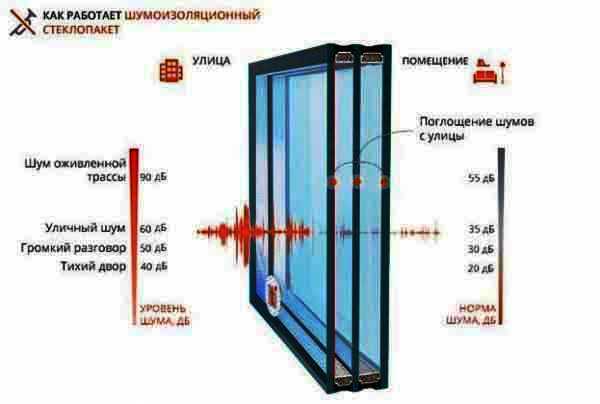 КАК РАБОТАЕТ ШУМОИЗОЛЯЦИОННЫЙ
СТЕКЛОПАКЕТ
УЛИЦА
ПОМЕЩЕНИЕ
Поглощение шумов
с улицы
Шум оживленной
трассы 90 дБ
Уличный шум 60 дБ
Громкий разговор 50 дБ
Тихий двор 40 дБ
УРОВЕНЬ
ШУМА, ДБ
55 дБ
35 дБ
30 дБ
20 дБ
НОРМА
ШУМА, ДБ